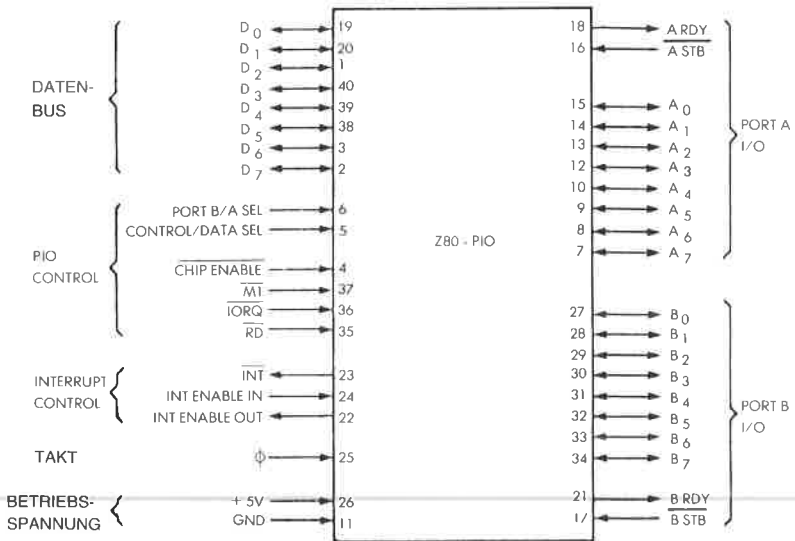 DATEN-
BUS
D0 19
D1 20
D2 1
D3 40
D4 39
D5 38
D6 3
D7 2
PIO
CONTROL
PORT B/A SEL 6
CONTROL/DATA SEL 5
CHIP ENABLE 4
M1 37
IORQ 36
RD 35
INTERRUPT
CONTROL
INT 23
INT ENABLE IN 24
INT ENABLE OUT 22
TAKT Φ 25
BETRIEBS-
SPANNUNG
+ 5V 26
GND 11
Z80 - PIO
18 A RDY
16 A STB
15 A0
14 A1
13 A2
12 A3
10 A4
9 A5
8 A6
7 A7
PORT A
I/O
27 B0
28 B1
29 B2
30 B3
31 B4
32 B5
33 B6
34 B7
PORT B
I/O
21 B RDY
17 B STB